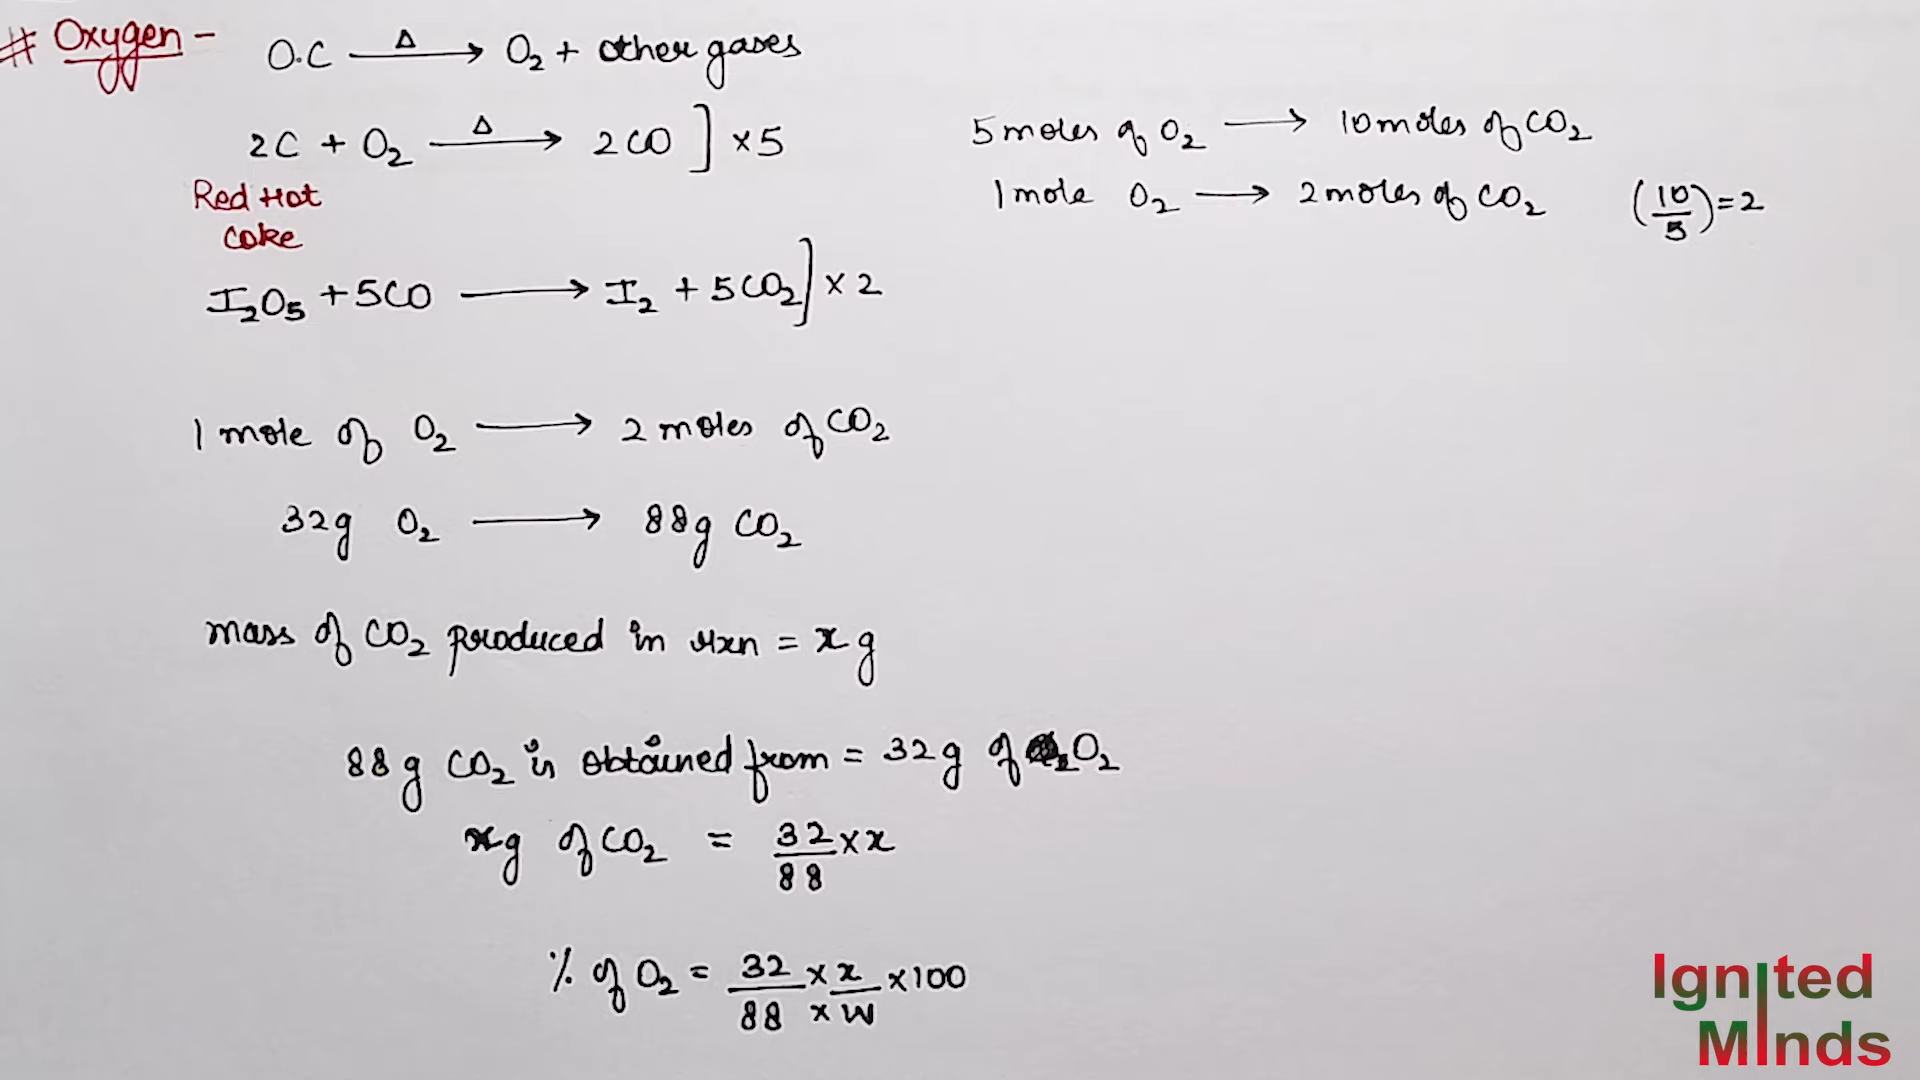 # Oxygen - O.C —Δ→ O₂ + other gases
2C + O₂ —Δ→ 2CO ] × 5
Red Hot
coke
I₂O₅ + 5CO ⟶ I₂ + 5CO₂ ] × 2
1 mole of O₂ ⟶ 2 moles of CO₂
32g O₂ ⟶ 88g CO₂
mass of CO₂ produced in rxn = x g
88g CO₂ is obtained from = 32g of O₂
xg of CO₂ = 32/88 × x
% of O₂ = 32/88 × x/× w × 100
5 moles of O₂ ⟶ 10 moles of CO₂
1 mole O₂ ⟶ 2 moles of CO₂ (10/5) = 2
Ignited
Minds